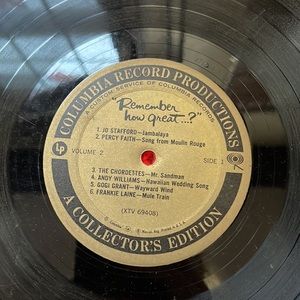 COLUMBIA RECORD PRODUCTIONS
A CUSTOM SERVICE OF COLUMBIA RECORDS
"Remember
how great...?"
1. JO STAFFORD—Jambalaya
2. PERCY FAITH—Song from Moulin Rouge
LP
VOLUME 2
SIDE 1
3. THE CHORDETTES—Mr. Sandman
4. ANDY WILLIAMS—Hawaiian Wedding Song
5. GOGI GRANT—Wayward Wind
6. FRANKIE LAINE—Mule Train
(XTV 69408)
A COLLECTOR'S EDITION